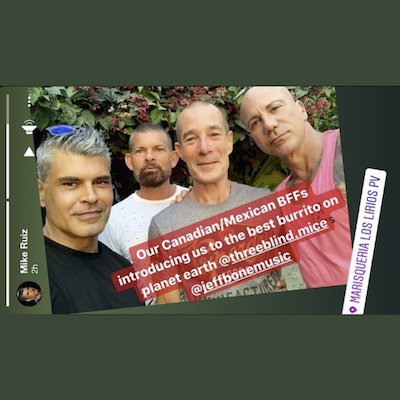 Our Canadian/Mexican BFFs
introducing us to the best burrito on
planet earth @threeblind.mice
@jeffbonemusic
Mike Ruiz
2h
MARISQUERIA LOS LIRIOS PV